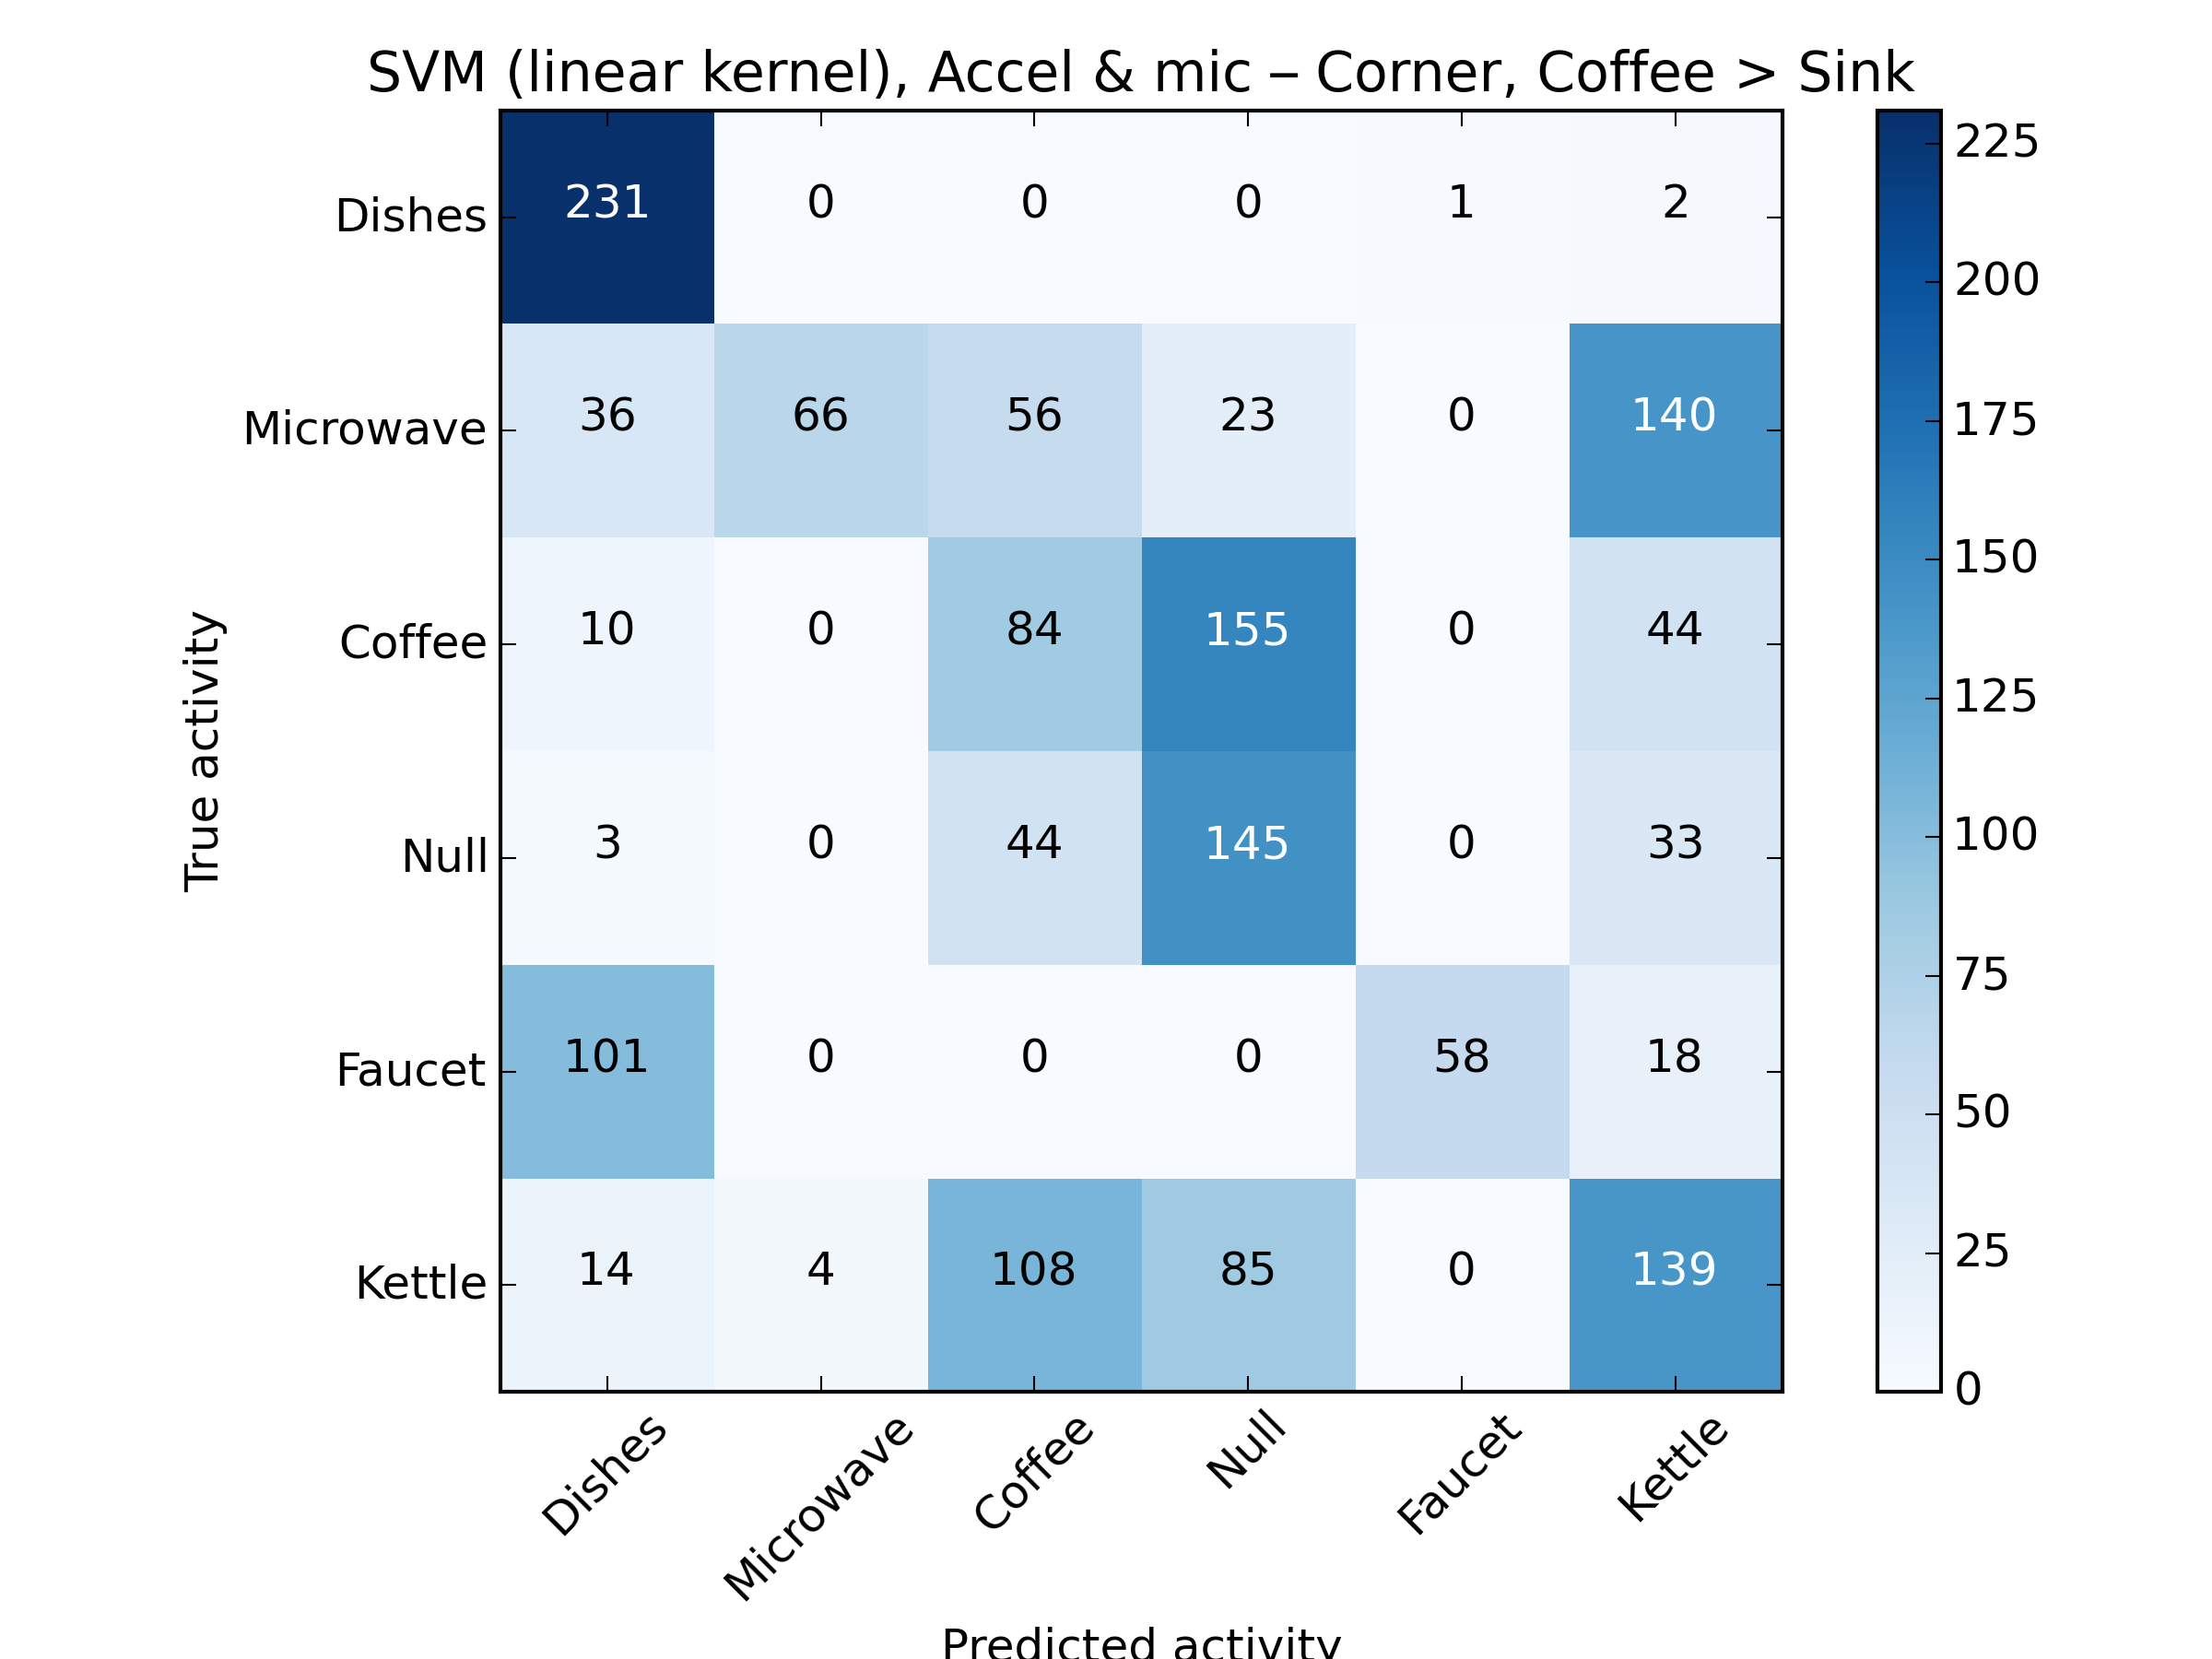 SVM (linear kernel), Accel & mic – Corner, Coffee > Sink
Dishes 231 0 0 0 1 2
Microwave 36 66 56 23 0 140
Coffee 10 0 84 155 0 44
Null 3 0 44 145 0 33
Faucet 101 0 0 0 58 18
Kettle 14 4 108 85 0 139
True activity
Dishes Microwave Coffee Null Faucet Kettle
Predicted activity
225
200
175
150
125
100
75
50
25
0